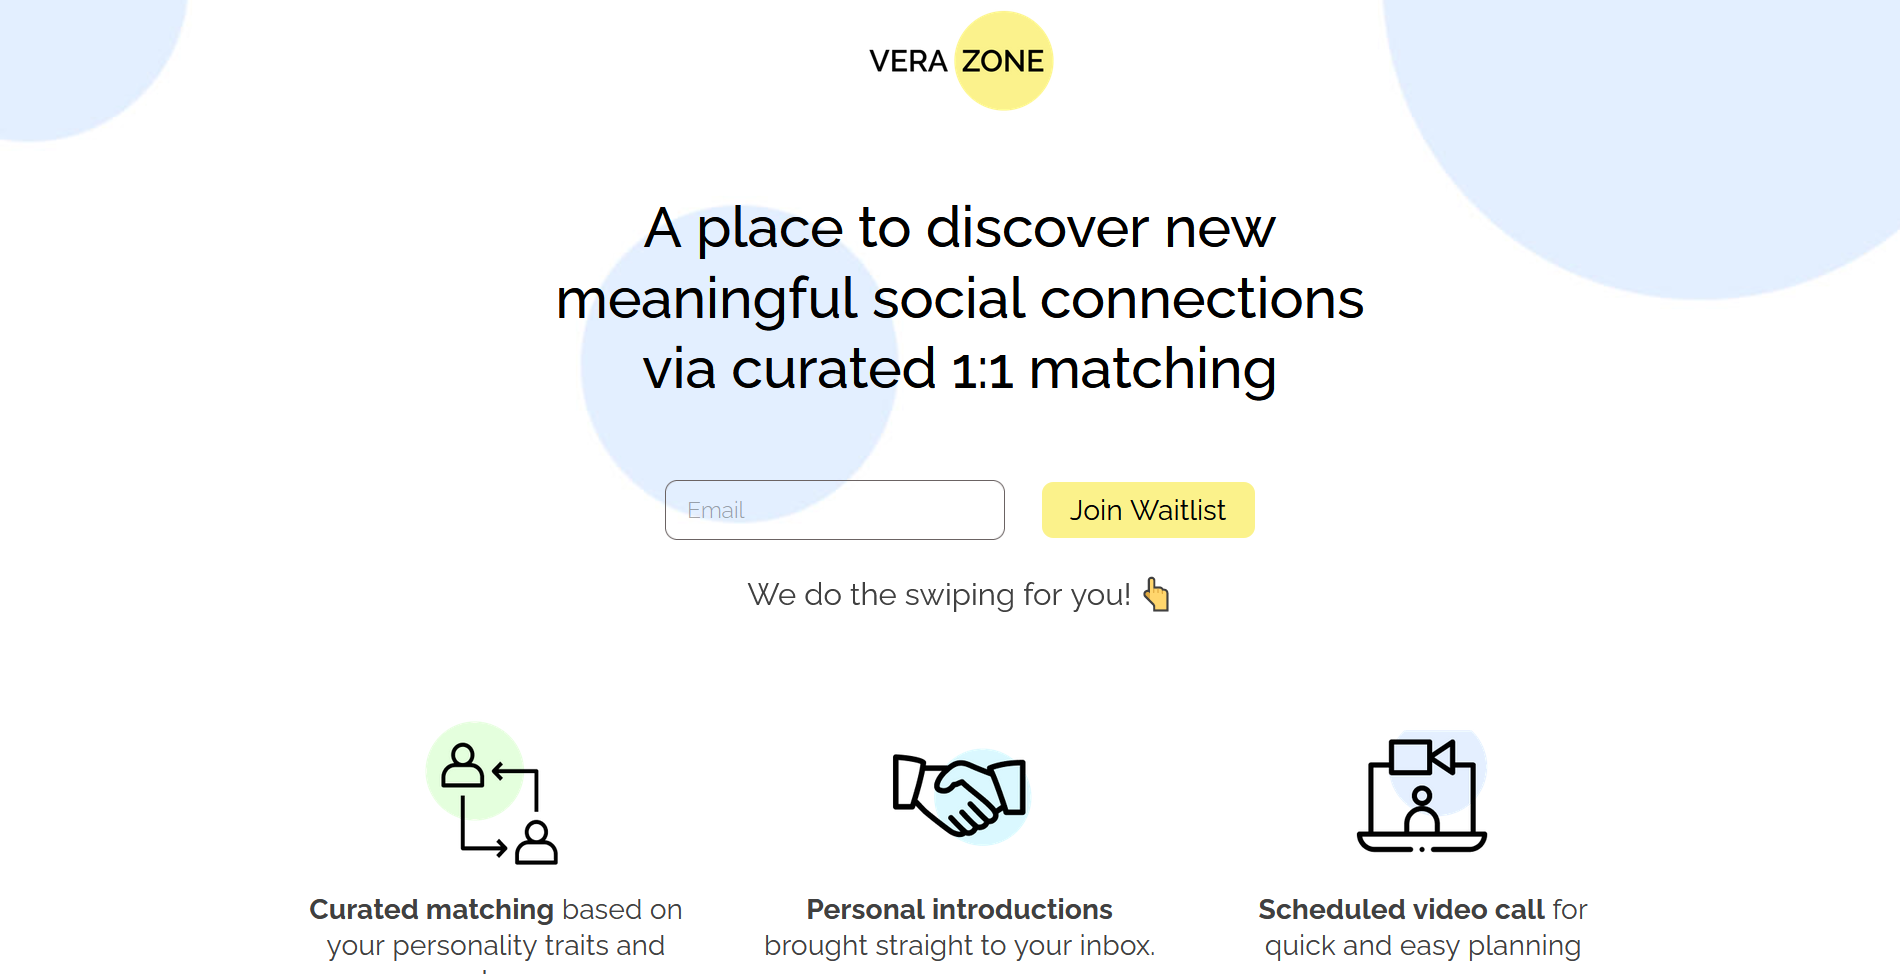 VERA ZONE
A place to discover new
meaningful social connections
via curated 1:1 matching
Email
Join Waitlist
We do the swiping for you! 👆
Curated matching based on
your personality traits and
Personal introductions
brought straight to your inbox.
Scheduled video call for
quick and easy planning